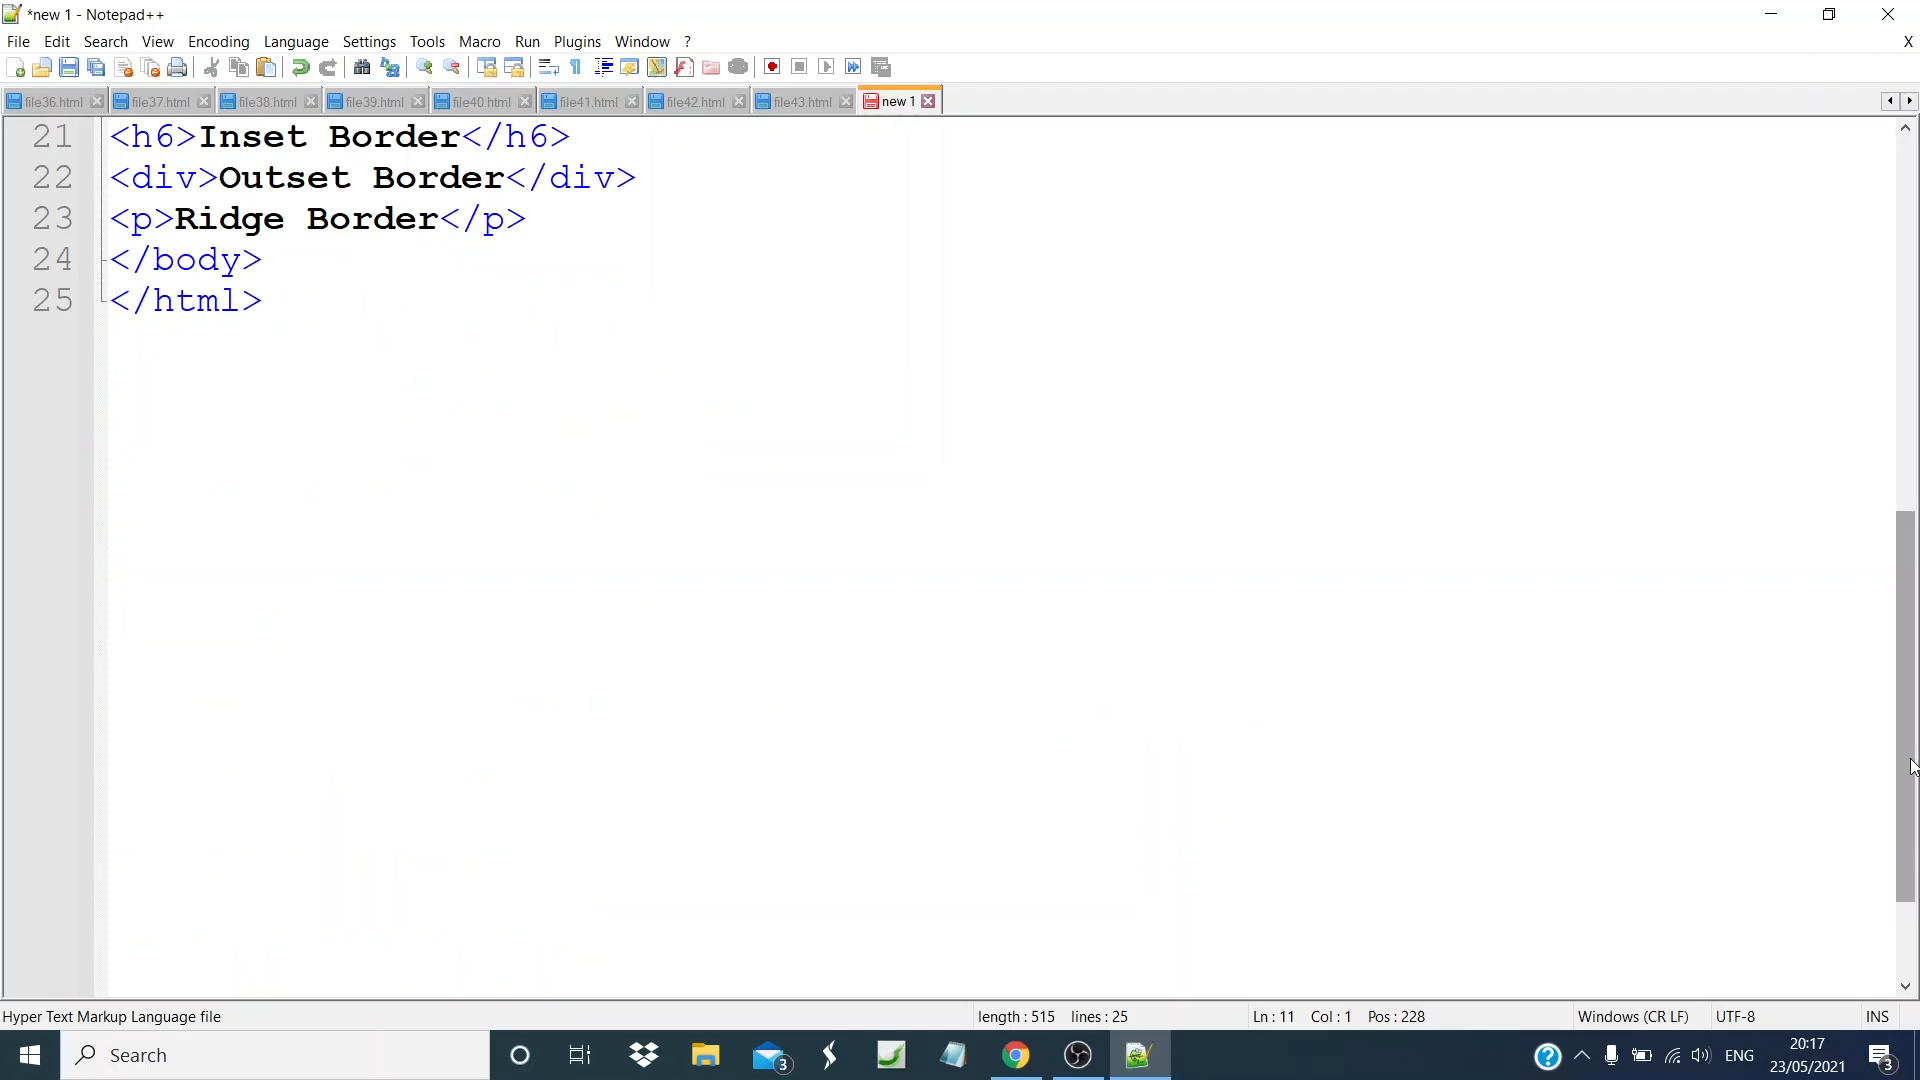 *new 1 - Notepad++
File Edit Search View Encoding Language Settings Tools Macro Run Plugins Window ? X
file36.html file37.html file38.html file39.html file40.html file41.html file42.html file43.html new 1
21 <h6>Inset Border</h6>
22 <div>Outset Border</div>
23 <p>Ridge Border</p>
24 </body>
25 </html>
Hyper Text Markup Language file length : 515 lines : 25 Ln : 11 Col : 1 Pos : 228 Windows (CR LF) UTF-8 INS
Search 3 ENG 20:17 3
23/05/2021